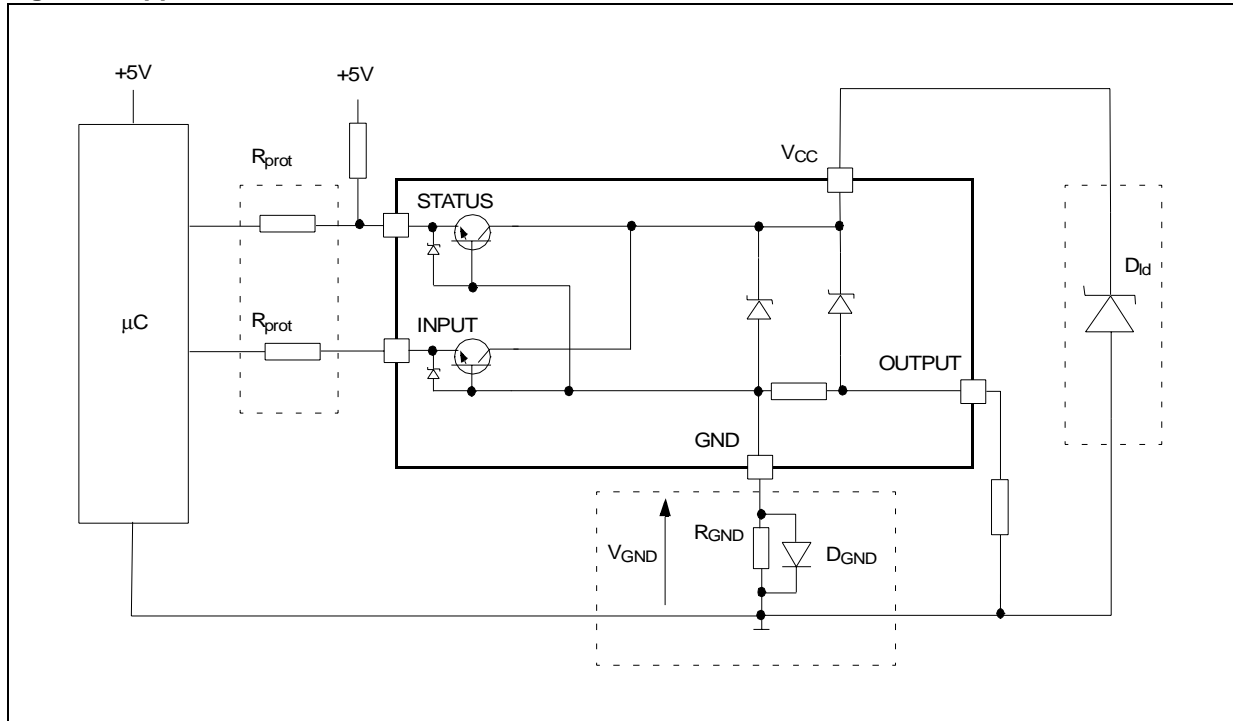 +5V
+5V
Rprot
VCC
STATUS
Dld
μC
Rprot
INPUT
OUTPUT
GND
RGND
VGND
DGND